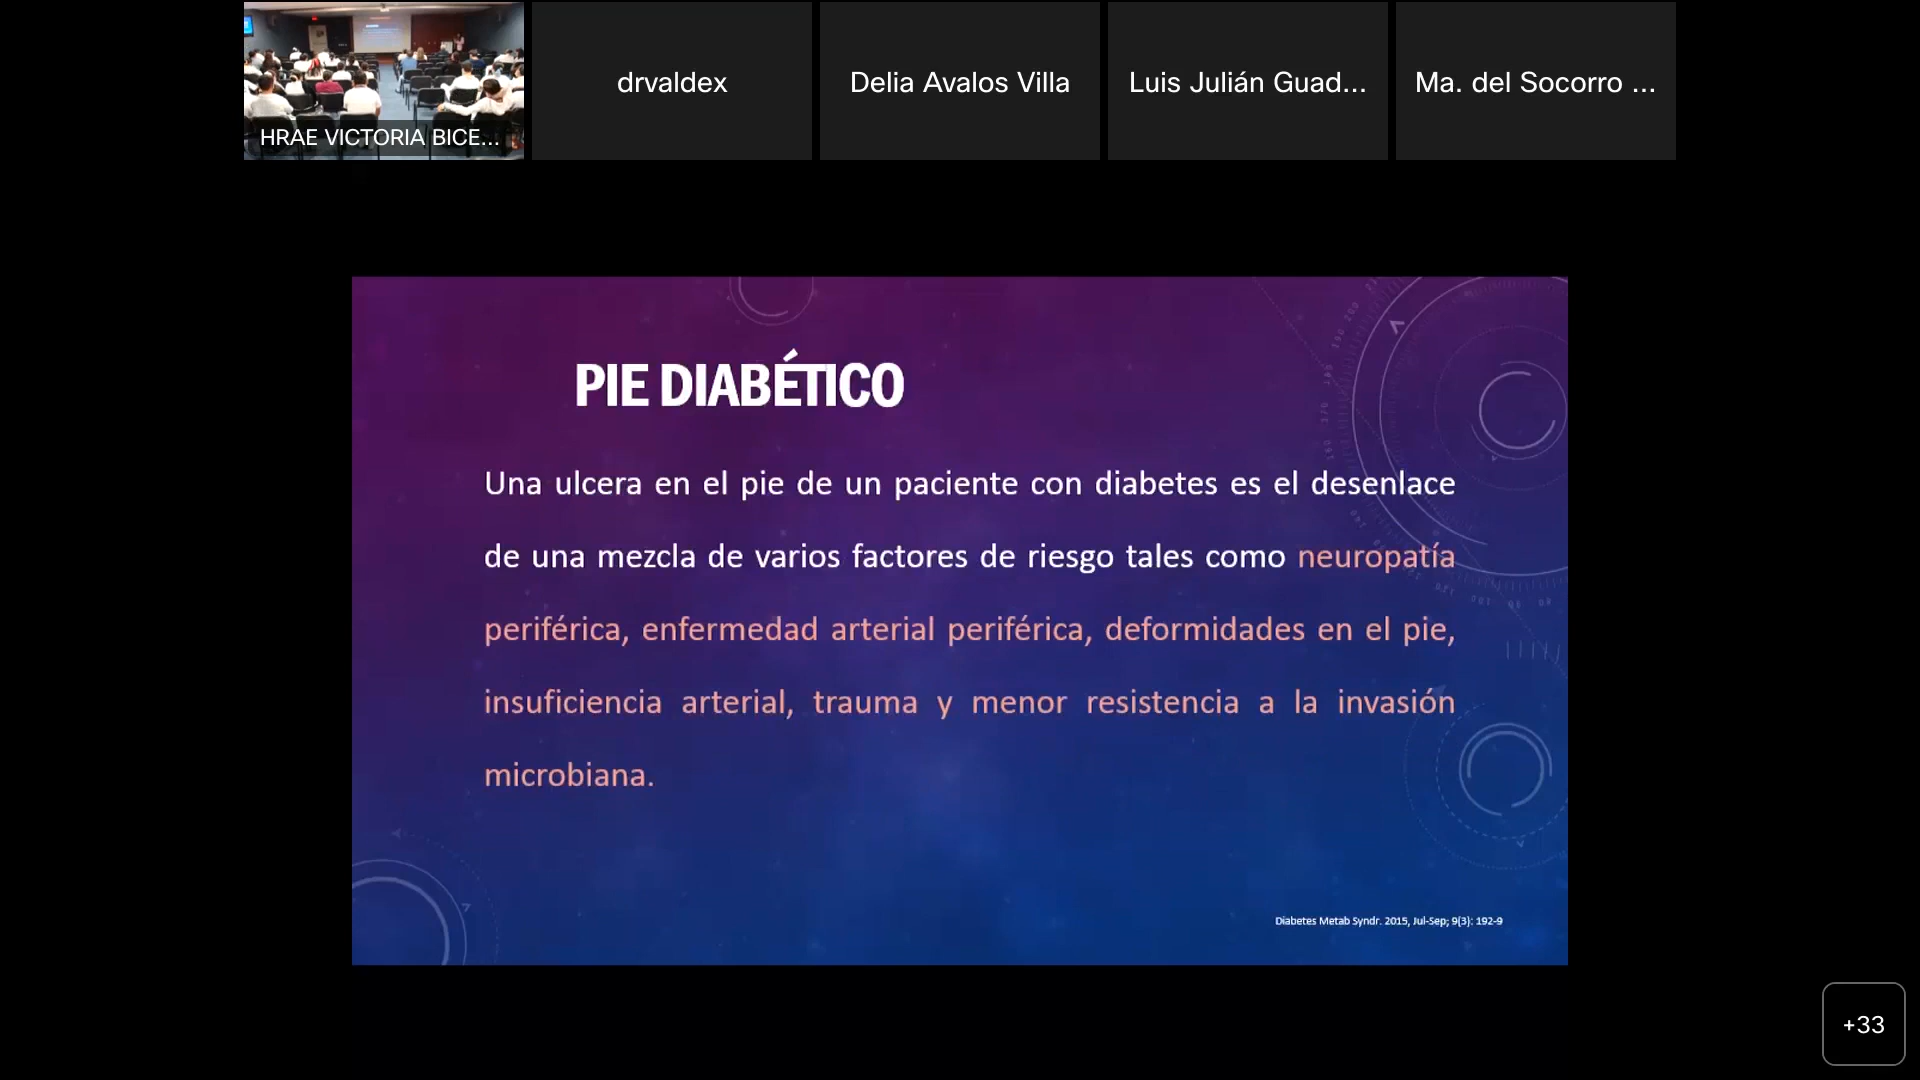 HRAE VICTORIA BICE...
drvaldex
Delia Avalos Villa
Luis Julián Guad...
Ma. del Socorro ...
PIE DIABÉTICO
Una ulcera en el pie de un paciente con diabetes es el desenlace
de una mezcla de varios factores de riesgo tales como neuropatía
periférica, enfermedad arterial periférica, deformidades en el pie,
insuficiencia arterial, trauma y menor resistencia a la invasión
microbiana.
Diabetes Metab Syndr. 2015, Jul-Sep; 9(3): 192-9
+33